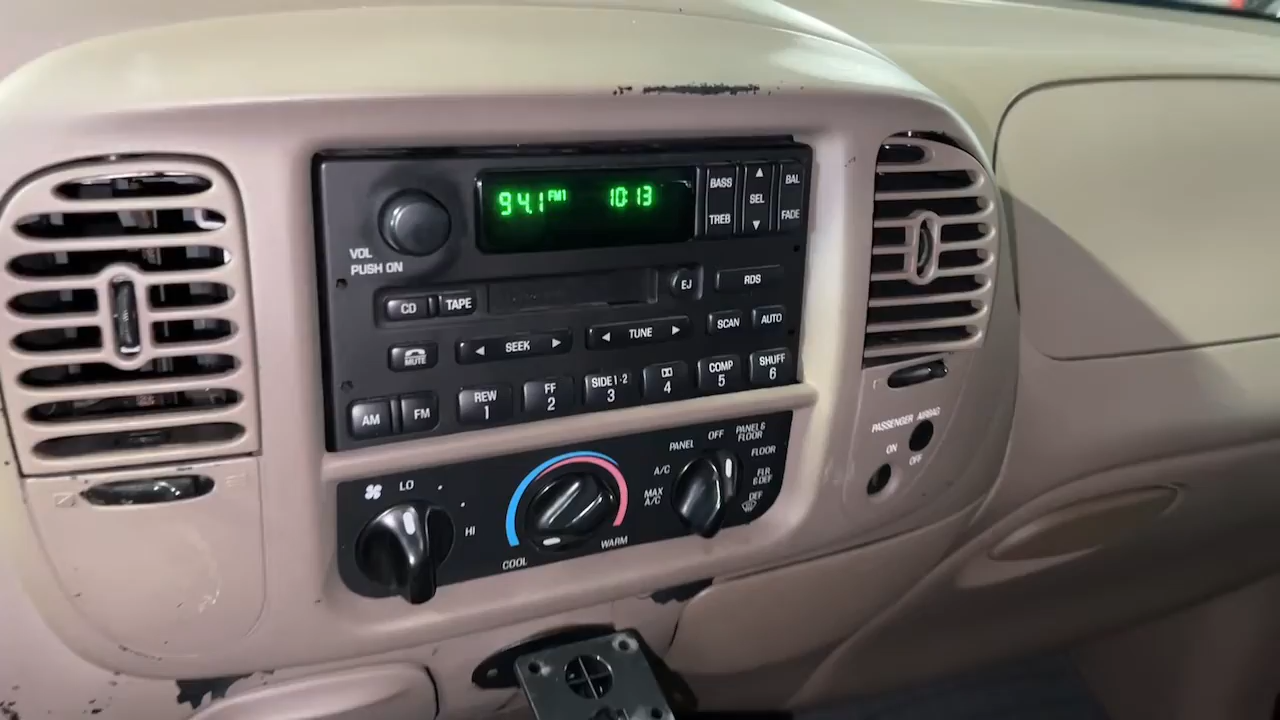 94.1 FM1 10:13
BASS
TREB
▲
SEL
▼
BAL
FADE
VOL
PUSH ON
CD
TAPE
EJ
RDS
MUTE
◀ SEEK ▶
◀ TUNE ▶
SCAN
AUTO
AM
FM
REW
1
FF
2
SIDE 1-2
3
4
COMP
5
SHUFF
6
LO
HI
COOL
WARM
MAX
A/C
A/C
PANEL
OFF
PANEL &
FLOOR
FLOOR
FLR
& DEF
DEF
PASSENGER AIRBAG
ON
OFF